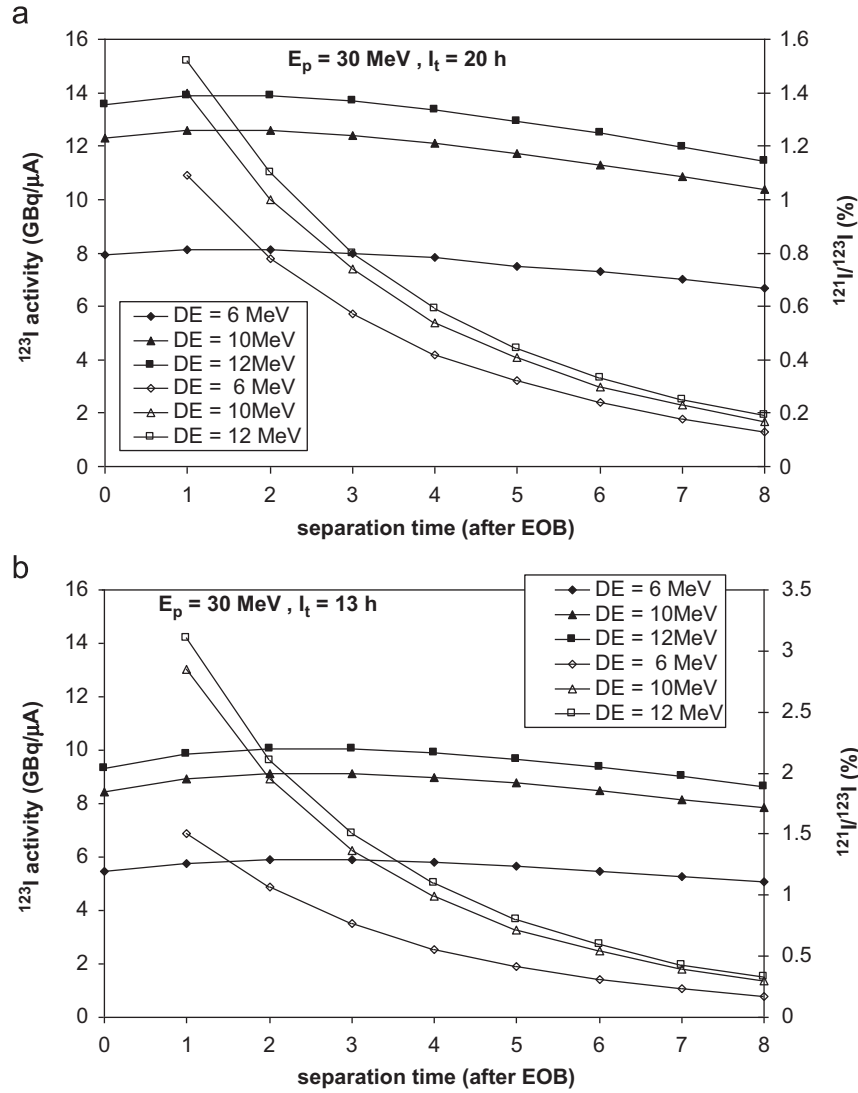 a
E_p = 30 MeV , I_t = 20 h
16
14
12
10
8
6
4
2
0
¹²³I activity (GBq/µA)
1.6
1.4
1.2
1
0.8
0.6
0.4
0.2
0
¹²¹I/¹²³I (%)
DE = 6 MeV
DE = 10MeV
DE = 12MeV
DE = 6 MeV
DE = 10MeV
DE = 12 MeV
0 1 2 3 4 5 6 7 8
separation time (after EOB)
b
E_p = 30 MeV , I_t = 13 h
16
14
12
10
8
6
4
2
0
¹²³I activity (GBq/µA)
DE = 6 MeV
DE = 10MeV
DE = 12MeV
DE = 6 MeV
DE = 10MeV
DE = 12 MeV
3.5
3
2.5
2
1.5
1
0.5
0
¹²¹I/¹²³I (%)
0 1 2 3 4 5 6 7 8
separation time (after EOB)